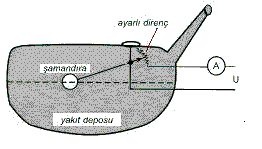 ayarlı direnç
şamandıra
A
U
yakıt deposu